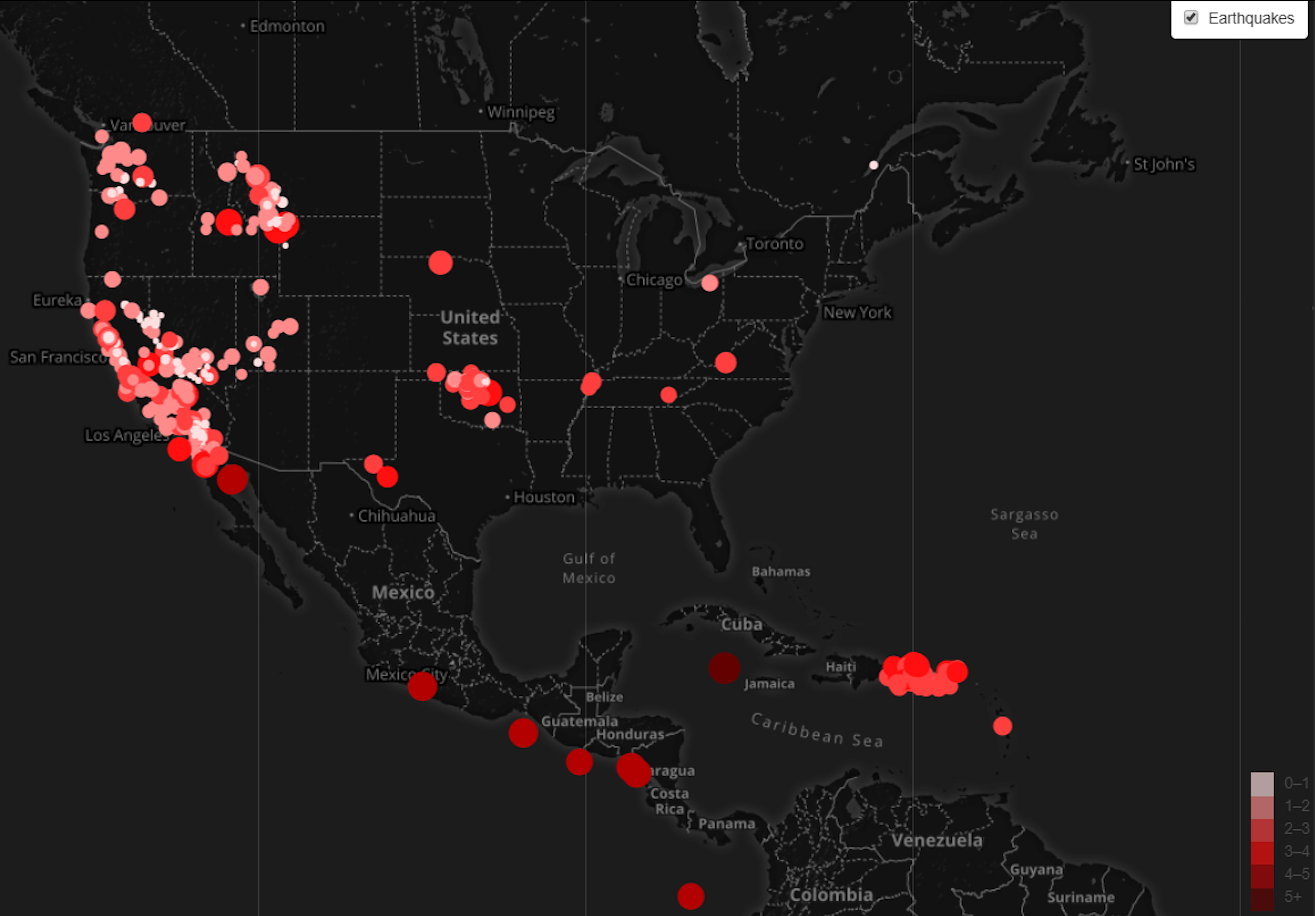 Earthquakes
Edmonton
Winnipeg
Vancouver
St John's
Toronto
Chicago
Eureka
New York
United
States
San Francisco
Los Angeles
Houston
Chihuahua
Sargasso
Sea
Gulf of
Mexico
Bahamas
Mexico
Cuba
Haiti
Mexico City
Jamaica
Belize
Guatemala
Honduras
Caribbean Sea
aragua
Costa
Rica
Panama
Venezuela
Guyana
Colombia
Suriname
0–1
1–2
2–3
3–4
4–5
5+